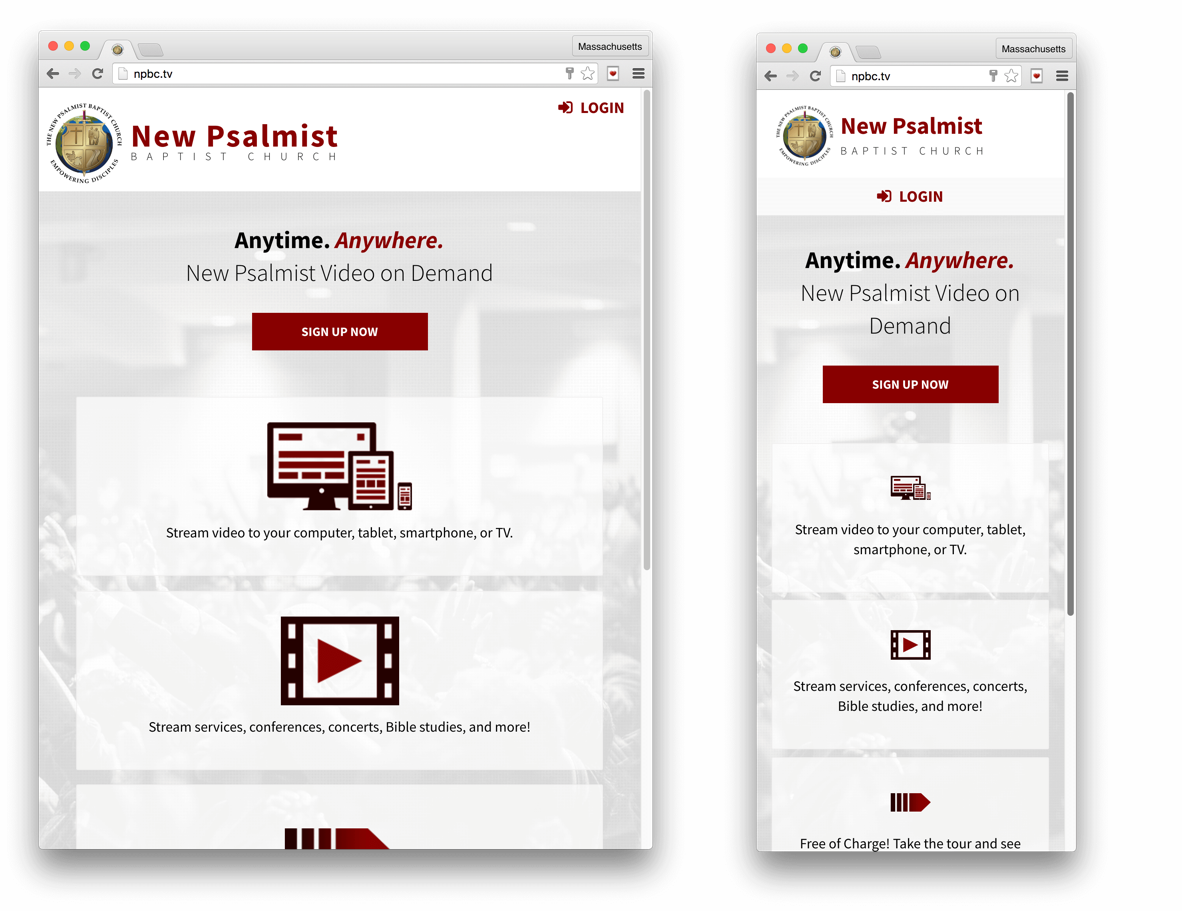 Massachusetts
npbc.tv
THE NEW PSALMIST BAPTIST CHURCH
EMPOWERING DISCIPLES
New Psalmist
BAPTIST CHURCH
LOGIN
Anytime. Anywhere.
New Psalmist Video on Demand
SIGN UP NOW
Stream video to your computer, tablet, smartphone, or TV.
Stream services, conferences, concerts, Bible studies, and more!
Massachusetts
npbc.tv
THE NEW PSALMIST BAPTIST CHURCH
EMPOWERING DISCIPLES
New Psalmist
BAPTIST CHURCH
LOGIN
Anytime. Anywhere.
New Psalmist Video on
Demand
SIGN UP NOW
Stream video to your computer, tablet,
smartphone, or TV.
Stream services, conferences, concerts,
Bible studies, and more!
Free of Charge! Take the tour and see